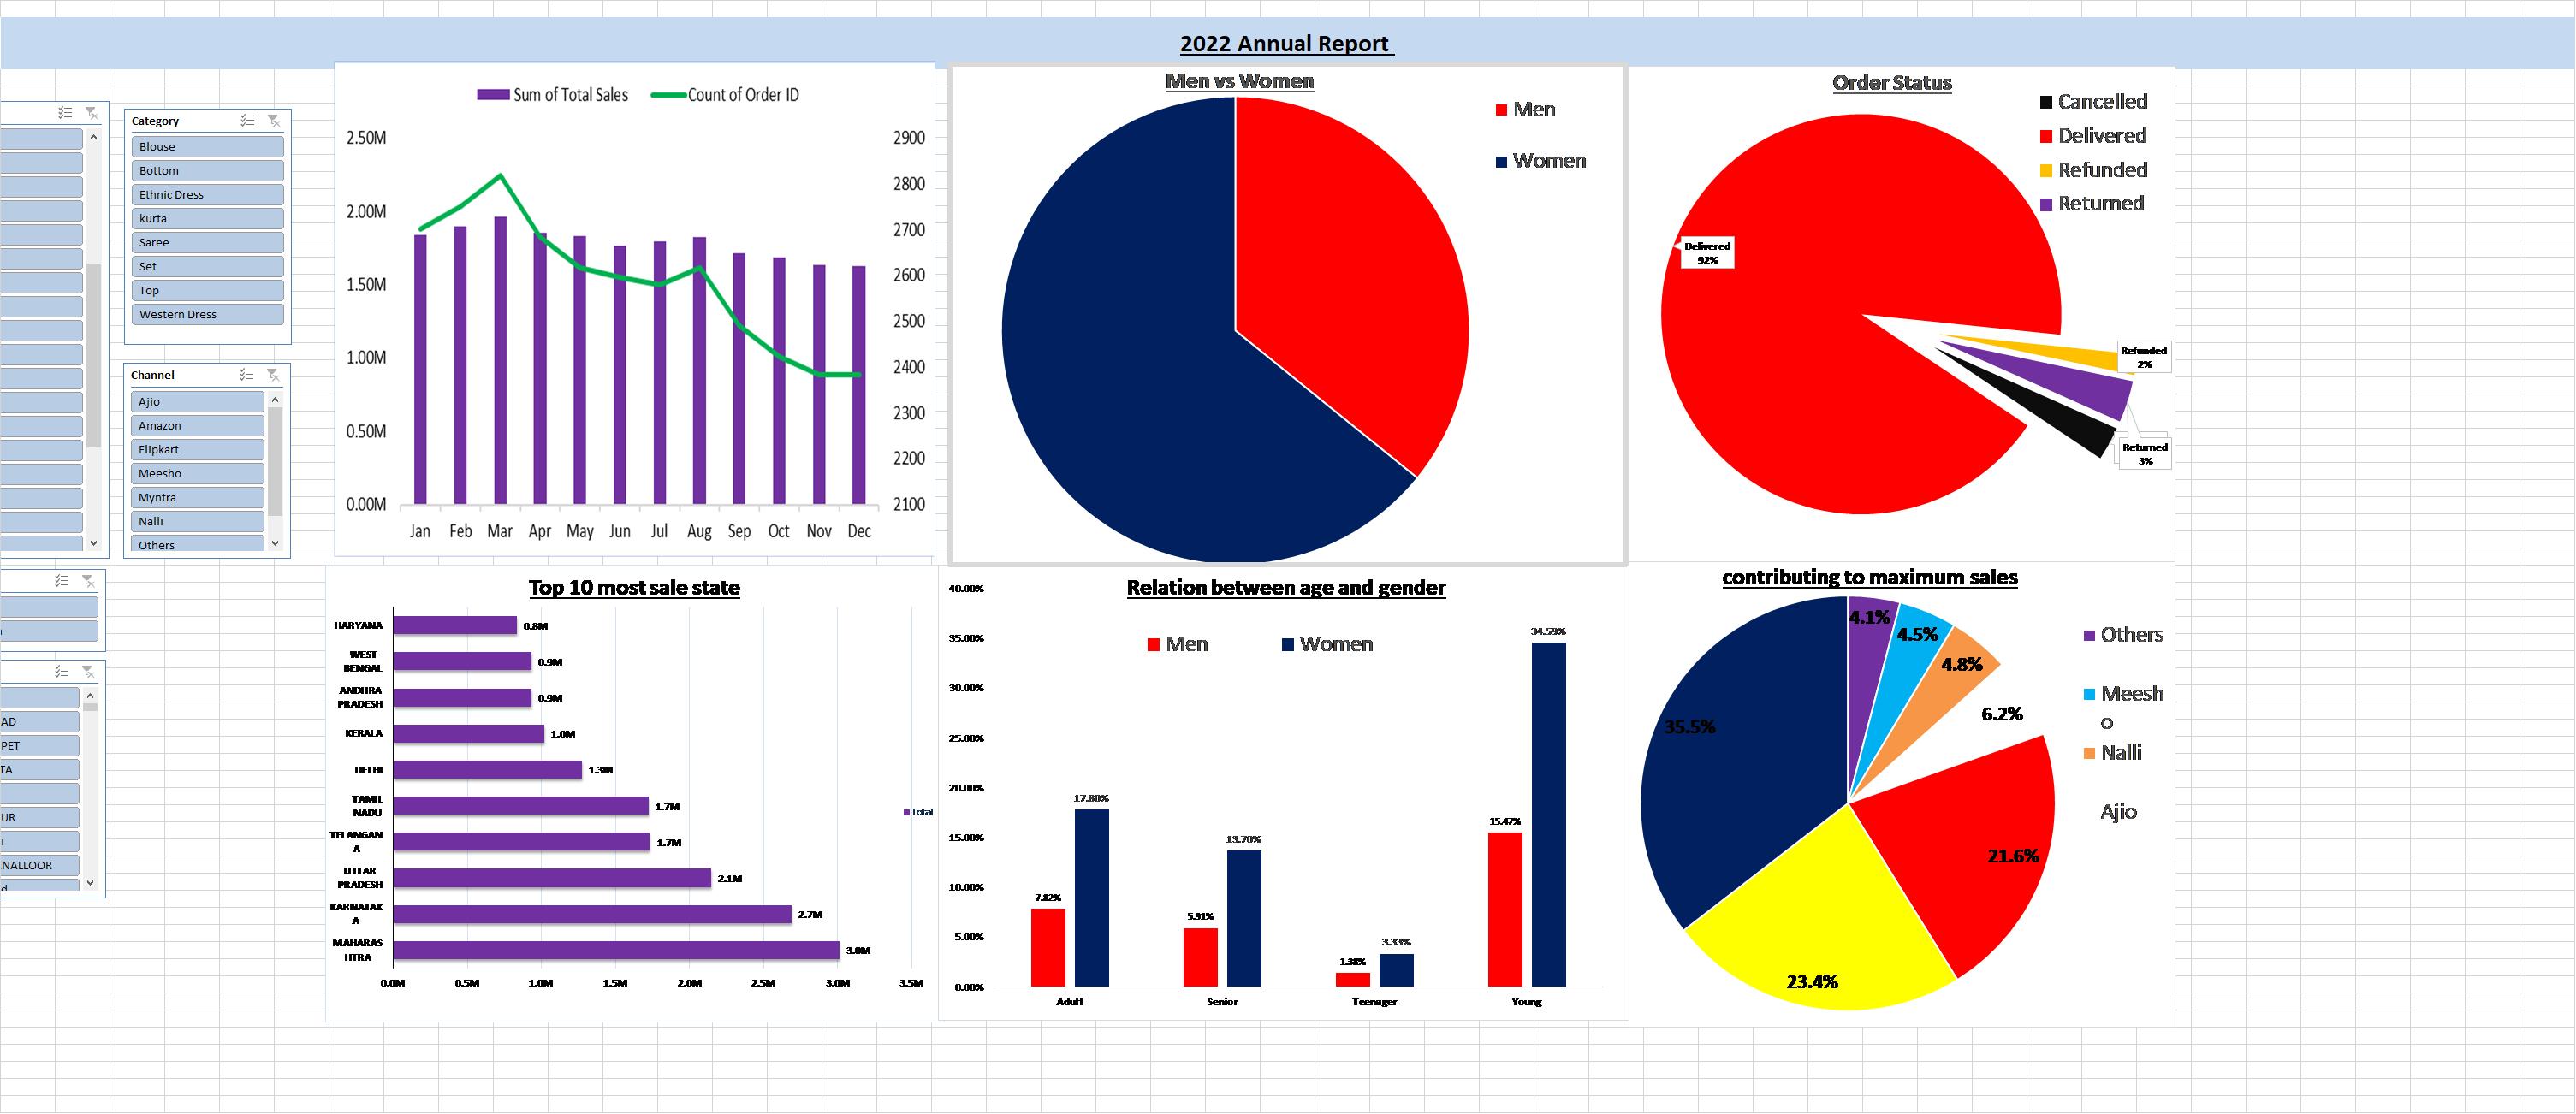 2022 Annual Report
Category
Blouse
Bottom
Ethnic Dress
kurta
Saree
Set
Top
Western Dress
Channel
Ajio
Amazon
Flipkart
Meesho
Myntra
Nalli
Others
AD
PET
TA
UR
i
NALLOOR
d
Sum of Total Sales
Count of Order ID
2.50M
2.00M
1.50M
1.00M
0.50M
0.00M
2900
2800
2700
2600
2500
2400
2300
2200
2100
Jan Feb Mar Apr May Jun Jul Aug Sep Oct Nov Dec
Men vs Women
Men
Women
Order Status
Cancelled
Delivered
Refunded
Returned
Delivered
92%
Refunded
2%
Returned
3%
Top 10 most sale state
HARYANA
0.8M
WEST
BENGAL
0.9M
ANDHRA
PRADESH
0.9M
KERALA
1.0M
DELHI
1.3M
TAMIL
NADU
1.7M
TELANGAN
A
1.7M
UTTAR
PRADESH
2.1M
KARNATAK
A
2.7M
MAHARAS
HTRA
3.0M
0.0M 0.5M 1.0M 1.5M 2.0M 2.5M 3.0M 3.5M
Total
Relation between age and gender
Men
Women
40.00%
35.00%
30.00%
25.00%
20.00%
15.00%
10.00%
5.00%
0.00%
7.82%
17.80%
5.91%
13.70%
1.38%
3.33%
15.47%
34.59%
Adult Senior Teenager Young
contributing to maximum sales
4.1%
4.5%
4.8%
6.2%
21.6%
23.4%
35.5%
Others
Meesh
o
Nalli
Ajio